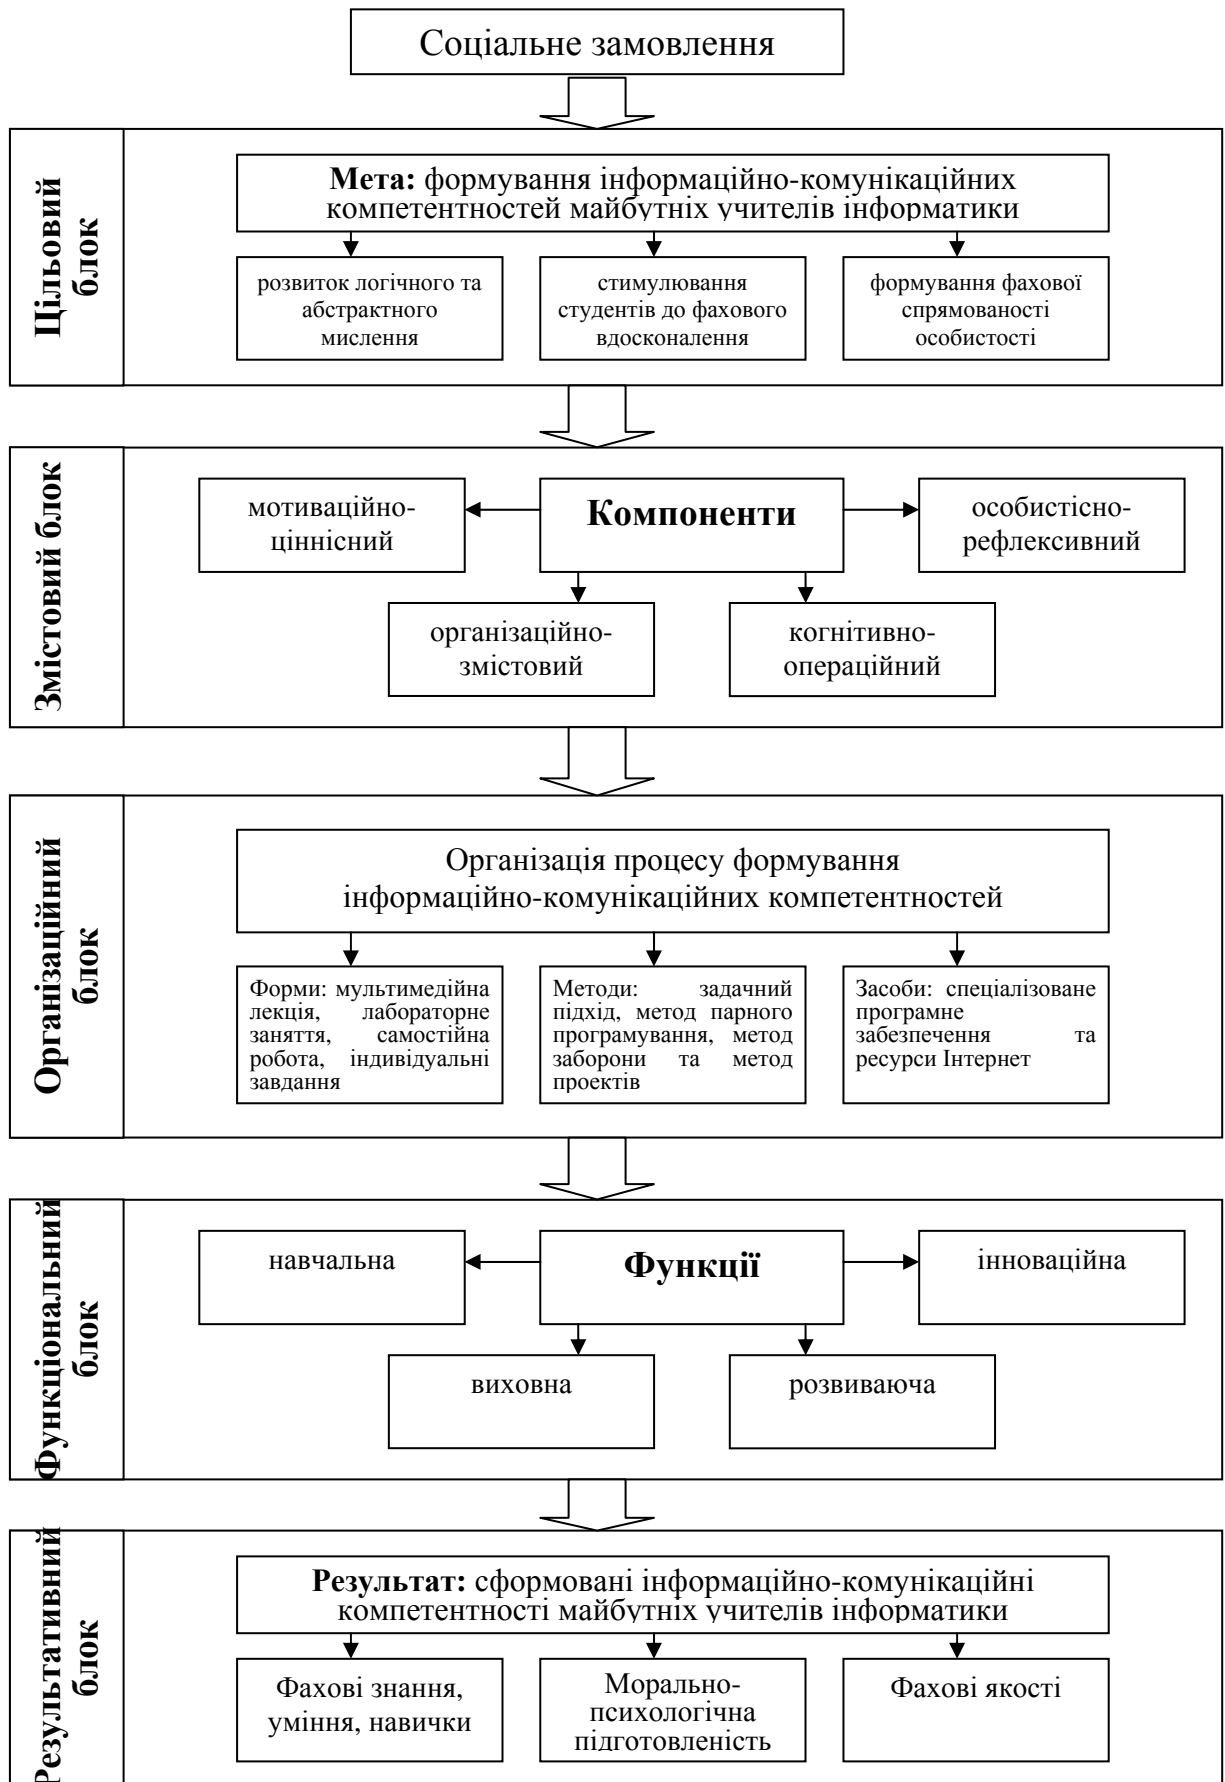 Соціальне замовлення
Цільовий
блок
Мета: формування інформаційно-комунікаційних
компетентностей майбутніх учителів інформатики
розвиток логічного та
абстрактного
мислення
стимулювання
студентів до фахового
вдосконалення
формування фахової
спрямованості
особистості
Змістовий блок
мотиваційно-
ціннісний
Компоненти
особистісно-
рефлексивний
організаційно-
змістовий
когнітивно-
операційний
Організаційний
блок
Організація процесу формування
інформаційно-комунікаційних компетентностей
Форми: мультимедійна
лекція, лабораторне
заняття, самостійна
робота, індивідуальні
завдання
Методи: задачний
підхід, метод парного
програмування, метод
заборони та метод
проектів
Засоби: спеціалізоване
програмне
забезпечення та
ресурси Інтернет
Функціональний
блок
навчальна
Функції
інноваційна
виховна
розвиваюча
Результативний
блок
Результат: сформовані інформаційно-комунікаційні
компетентності майбутніх учителів інформатики
Фахові знання,
уміння, навички
Морально-
психологічна
підготовленість
Фахові якості